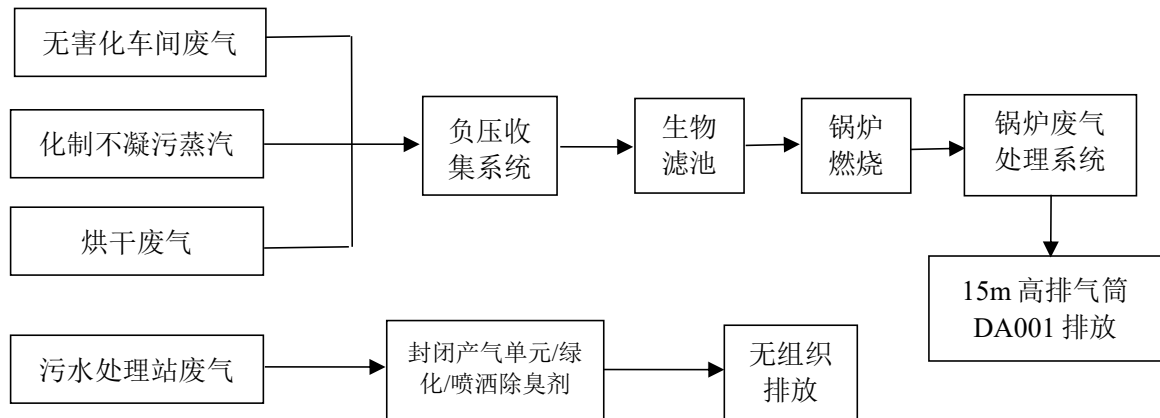 无害化车间废气
化制不凝污蒸汽
烘干废气
负压收
集系统
生物
滤池
锅炉
燃烧
锅炉废气
处理系统
15m 高排气筒
DA001 排放
污水处理站废气
封闭产气单元/绿
化/喷洒除臭剂
无组织
排放